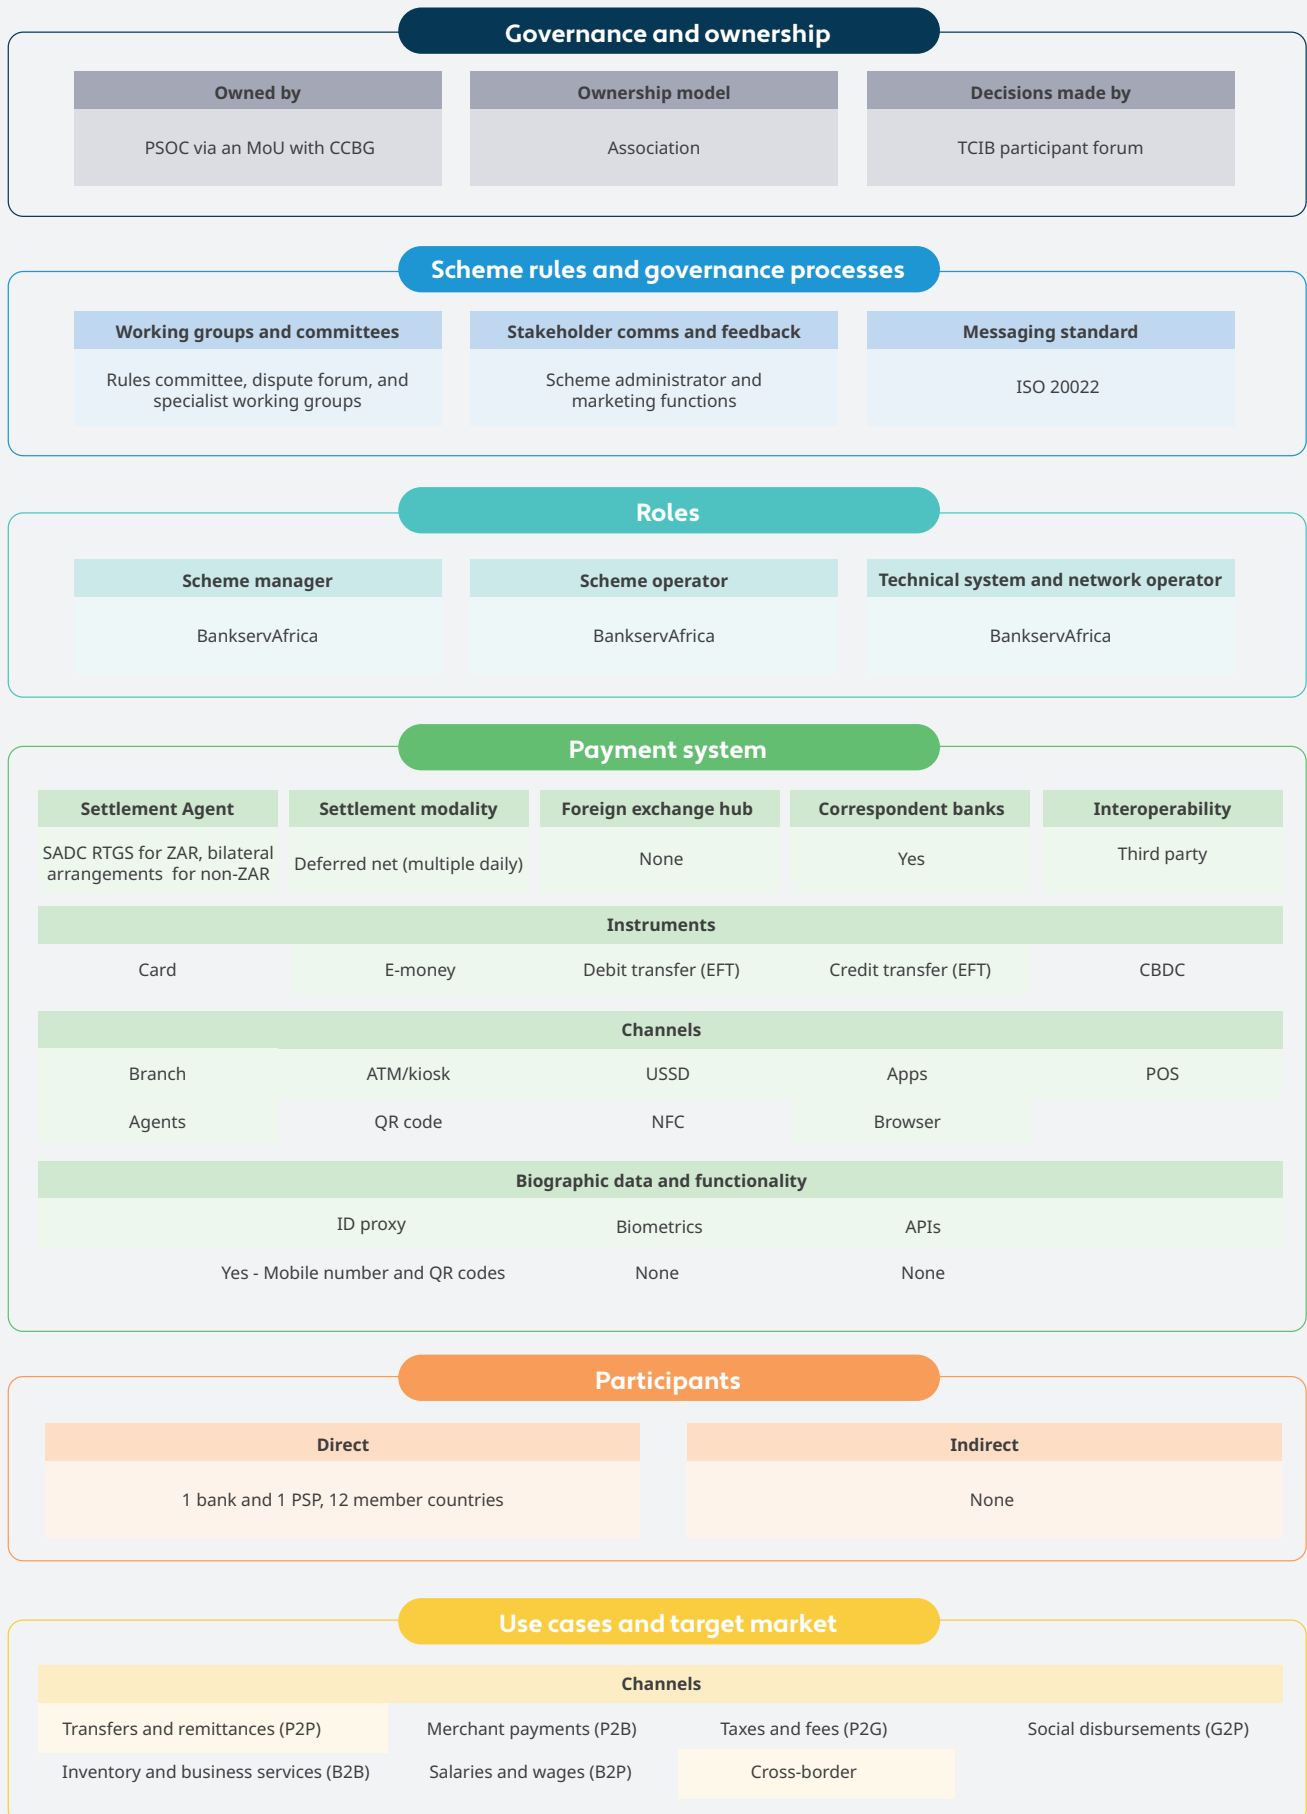 Governance and ownership
Owned by
Ownership model
Decisions made by
PSOC via an MoU with CCBG
Association
TCIB participant forum
Scheme rules and governance processes
Working groups and committees
Stakeholder comms and feedback
Messaging standard
Rules committee, dispute forum, and
specialist working groups
Scheme administrator and
marketing functions
ISO 20022
Roles
Scheme manager
Scheme operator
Technical system and network operator
BankservAfrica
BankservAfrica
BankservAfrica
Payment system
Settlement Agent
Settlement modality
Foreign exchange hub
Correspondent banks
Interoperability
SADC RTGS for ZAR, bilateral
arrangements for non-ZAR
Deferred net (multiple daily)
None
Yes
Third party
Instruments
Card
E-money
Debit transfer (EFT)
Credit transfer (EFT)
CBDC
Channels
Branch
ATM/kiosk
USSD
Apps
POS
Agents
QR code
NFC
Browser
Biographic data and functionality
ID proxy
Biometrics
APIs
Yes - Mobile number and QR codes
None
None
Participants
Direct
Indirect
1 bank and 1 PSP, 12 member countries
None
Use cases and target market
Channels
Transfers and remittances (P2P)
Merchant payments (P2B)
Taxes and fees (P2G)
Social disbursements (G2P)
Inventory and business services (B2B)
Salaries and wages (B2P)
Cross-border